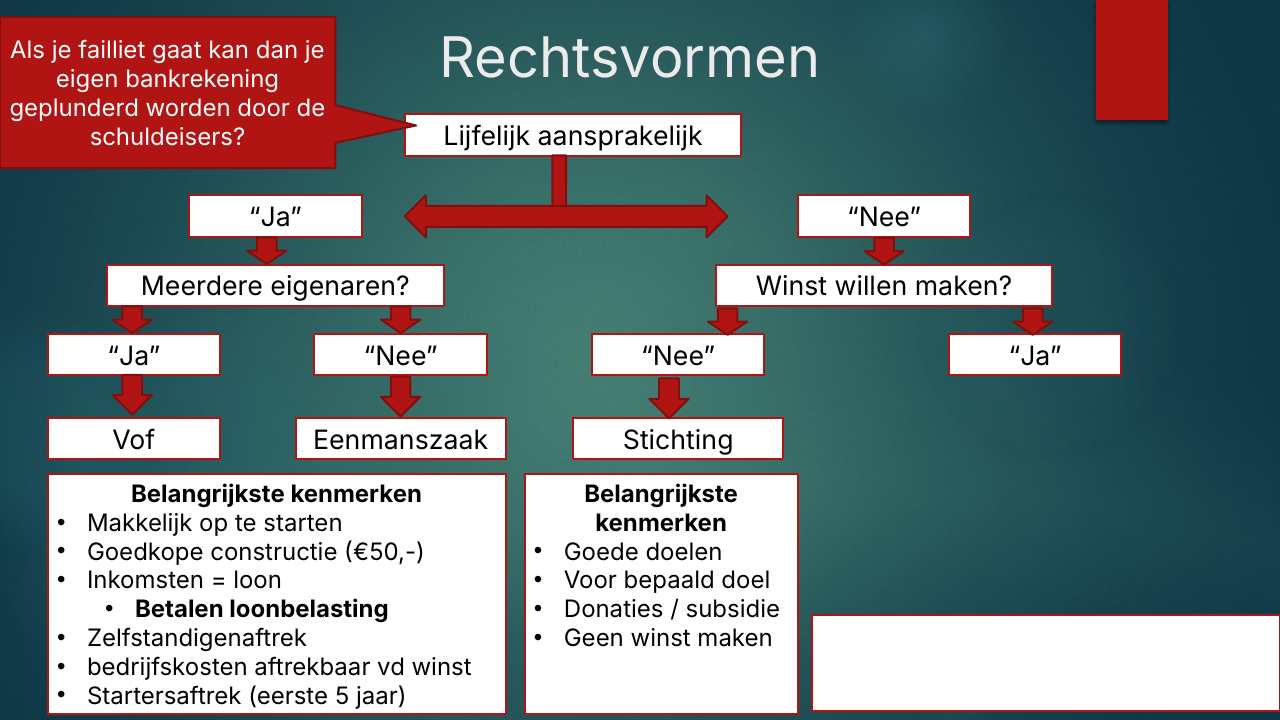 Als je failliet gaat kan dan je
eigen bankrekening
geplunderd worden door de
schuldeisers?
Rechtsvormen
Lijfelijk aansprakelijk
“Ja”
“Nee”
Meerdere eigenaren?
Winst willen maken?
“Ja”
“Nee”
“Nee”
“Ja”
Vof
Eenmanszaak
Stichting
Belangrijkste kenmerken
• Makkelijk op te starten
• Goedkope constructie (€50,-)
• Inkomsten = loon
• Betalen loonbelasting
• Zelfstandigenaftrek
• bedrijfskosten aftrekbaar vd winst
• Startersaftrek (eerste 5 jaar)
Belangrijkste
kenmerken
• Goede doelen
• Voor bepaald doel
• Donaties / subsidie
• Geen winst maken